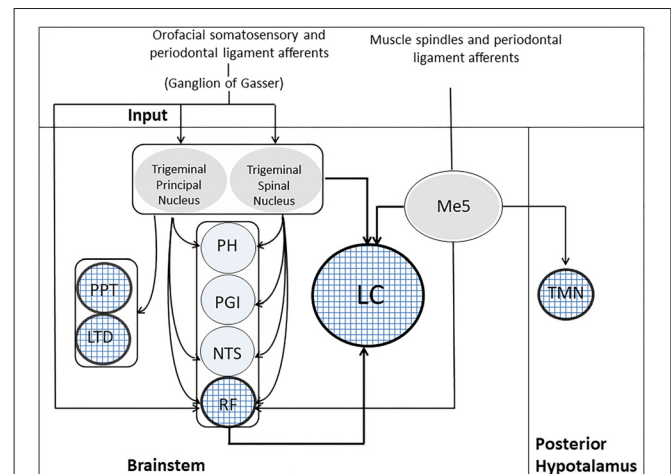 Orofacial somatosensory and
periodontal ligament afferents
(Ganglion of Gasser)
Muscle spindles and periodontal
ligament afferents
Input
Trigeminal
Principal
Nucleus
Trigeminal
Spinal
Nucleus
Me5
PH
PGI
NTS
RF
LC
PPT
LTD
TMN
Brainstem
Posterior
Hypotalamus